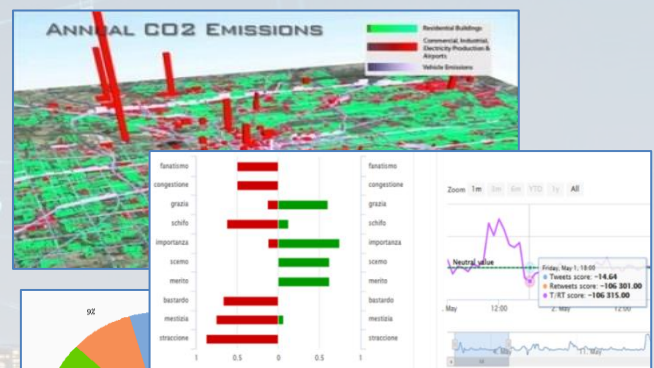 ANNUAL CO2 EMISSIONS
Residential Buildings
Commercial, Industrial,
Electricity Production &
Airports
Vehicle Emissions
fanatismo
congestione
grazia
schifo
importanza
scemo
merito
bastardo
mestizia
straccione
1 0.5 0 0.5 1
fanatismo
congestione
grazia
schifo
importanza
scemo
merito
bastardo
mestizia
straccione
Zoom 1m 3m 6m YTD 1y All
Neutral value
Friday, May 1, 18:00
Tweets score: -14.64
Retweets score: -106 301.00
T/RT score: -106 315.00
. May 12:00 2. May 12:00
4. May 11. May
9%